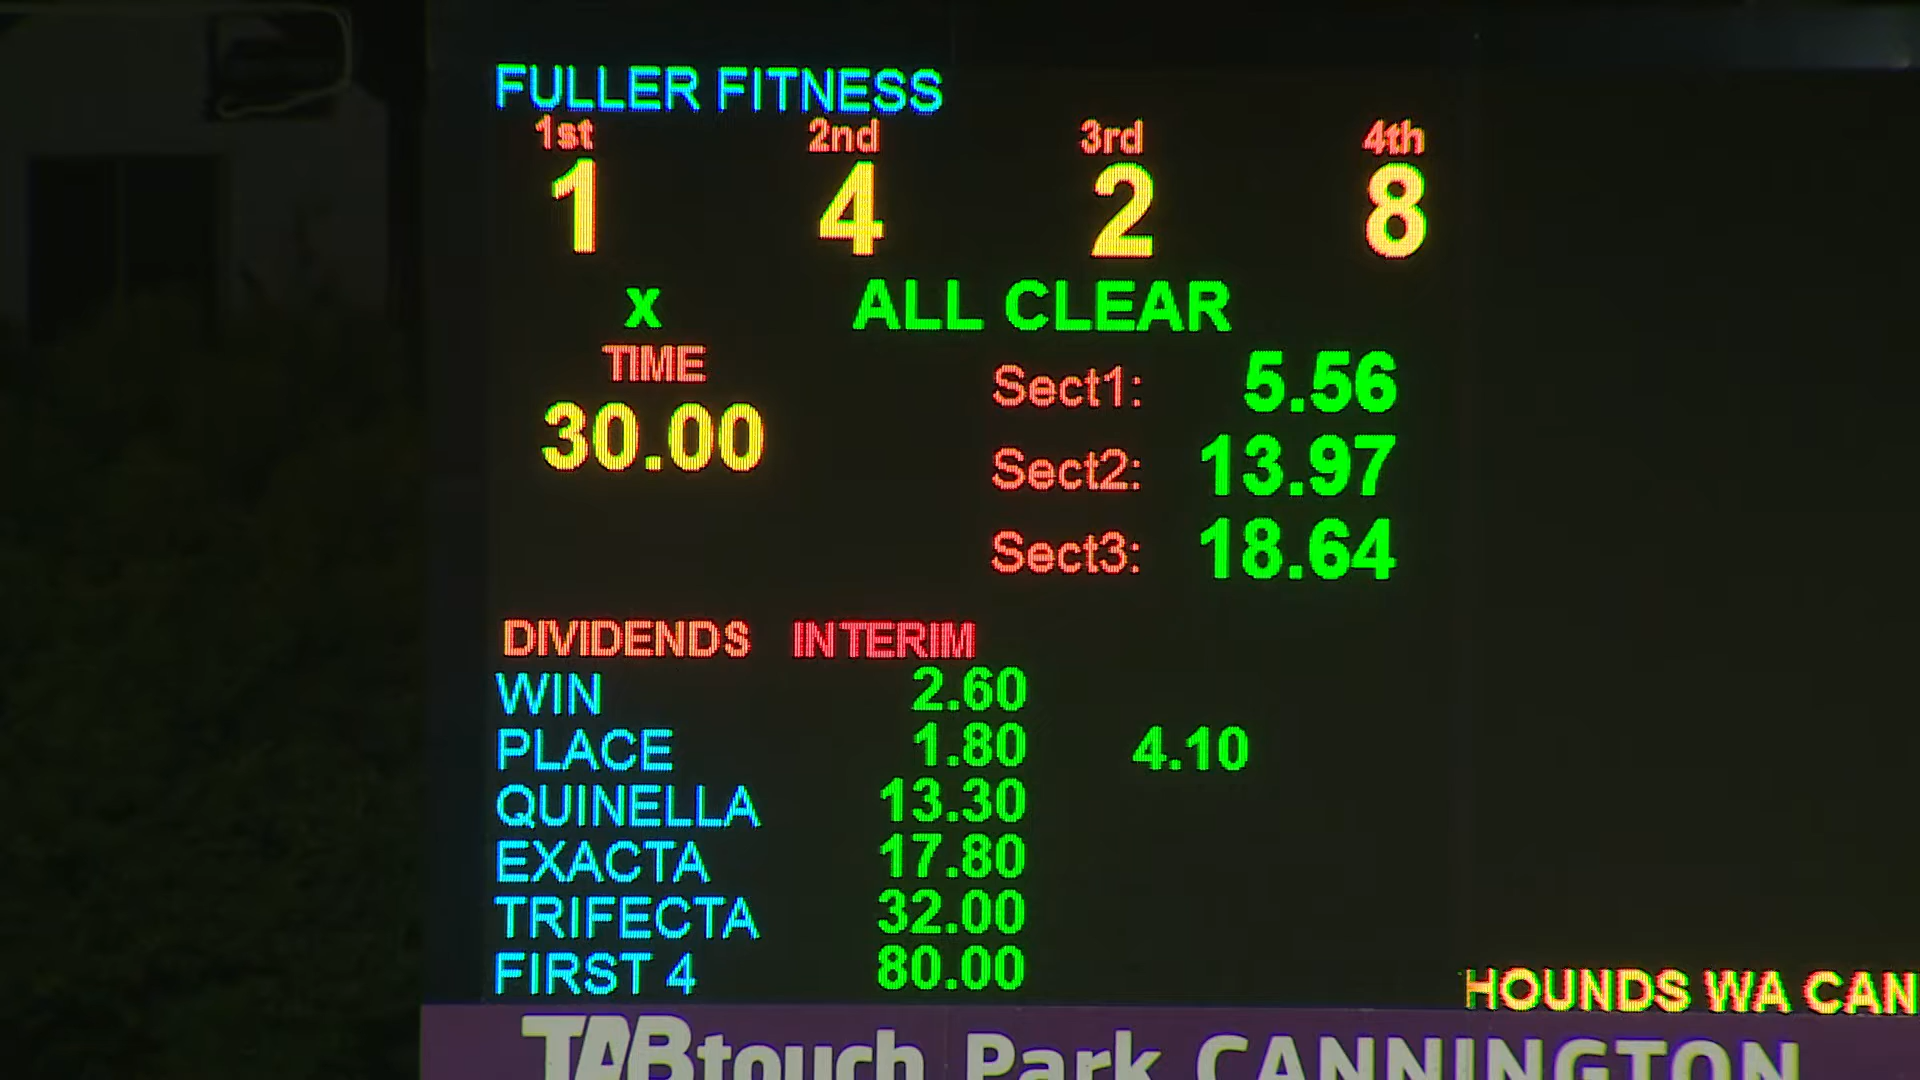 FULLER FITNESS
1st 2nd 3rd 4th
1 4 2 8
X ALL CLEAR
TIME
30.00
Sect1: 5.56
Sect2: 13.97
Sect3: 18.64
DIVIDENDS INTERIM
WIN 2.60
PLACE 1.80 4.10
QUINELLA 13.30
EXACTA 17.80
TRIFECTA 32.00
FIRST 4 80.00
HOUNDS WA CAN
TABtouch Park CANNINGTON